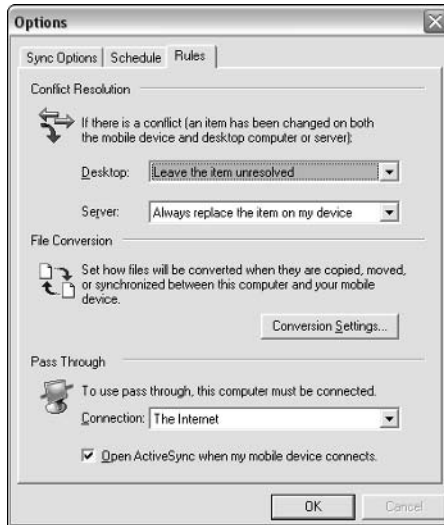 Options
Sync Options
Schedule
Rules
Conflict Resolution
If there is a conflict (an item has been changed on both
the mobile device and desktop computer or server):
Desktop: Leave the item unresolved
Server: Always replace the item on my device
File Conversion
Set how files will be converted when they are copied, moved,
or synchronized between this computer and your mobile
device.
Conversion Settings...
Pass Through
To use pass through, this computer must be connected.
Connection: The Internet
Open ActiveSync when my mobile device connects.
OK
Cancel